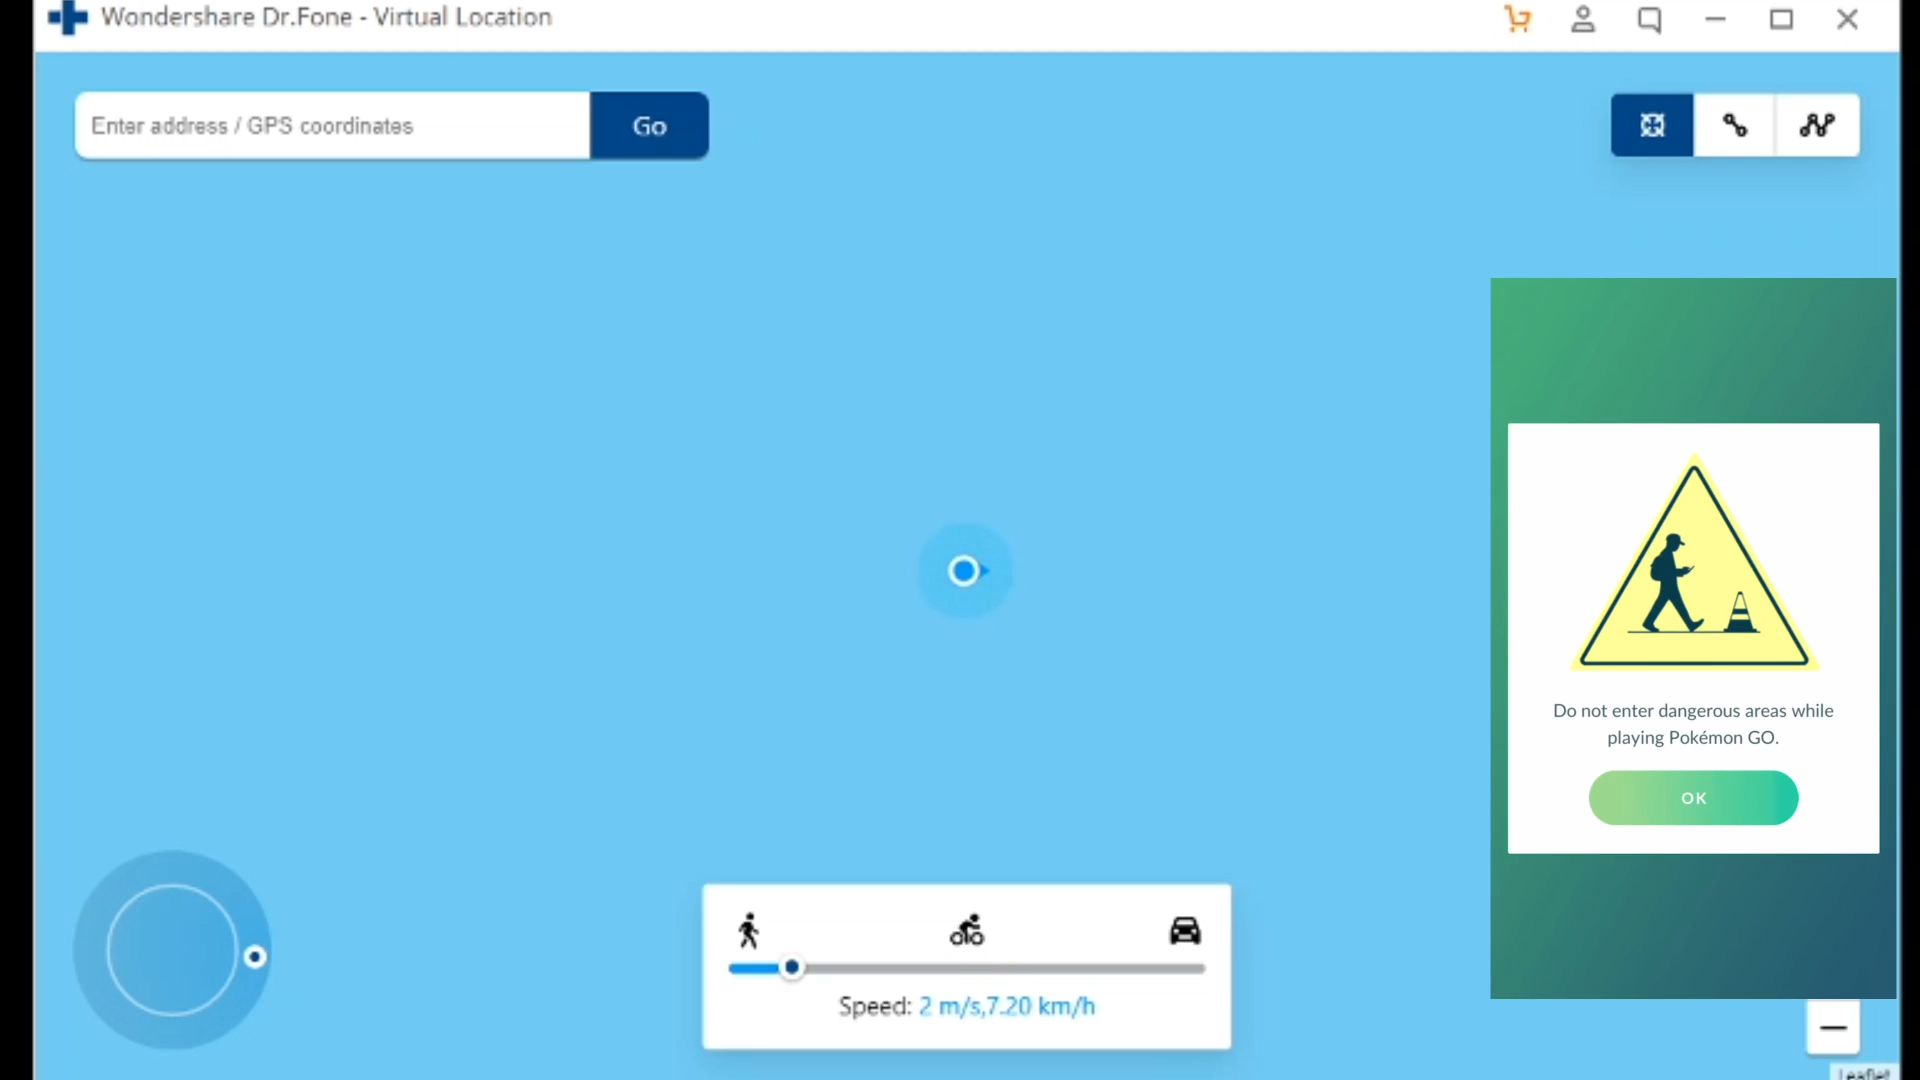 Wondershare Dr.Fone - Virtual Location
Enter address / GPS coordinates
Go
Do not enter dangerous areas while
playing Pokémon GO.
OK
Speed: 2 m/s,7.20 km/h
Leaflet